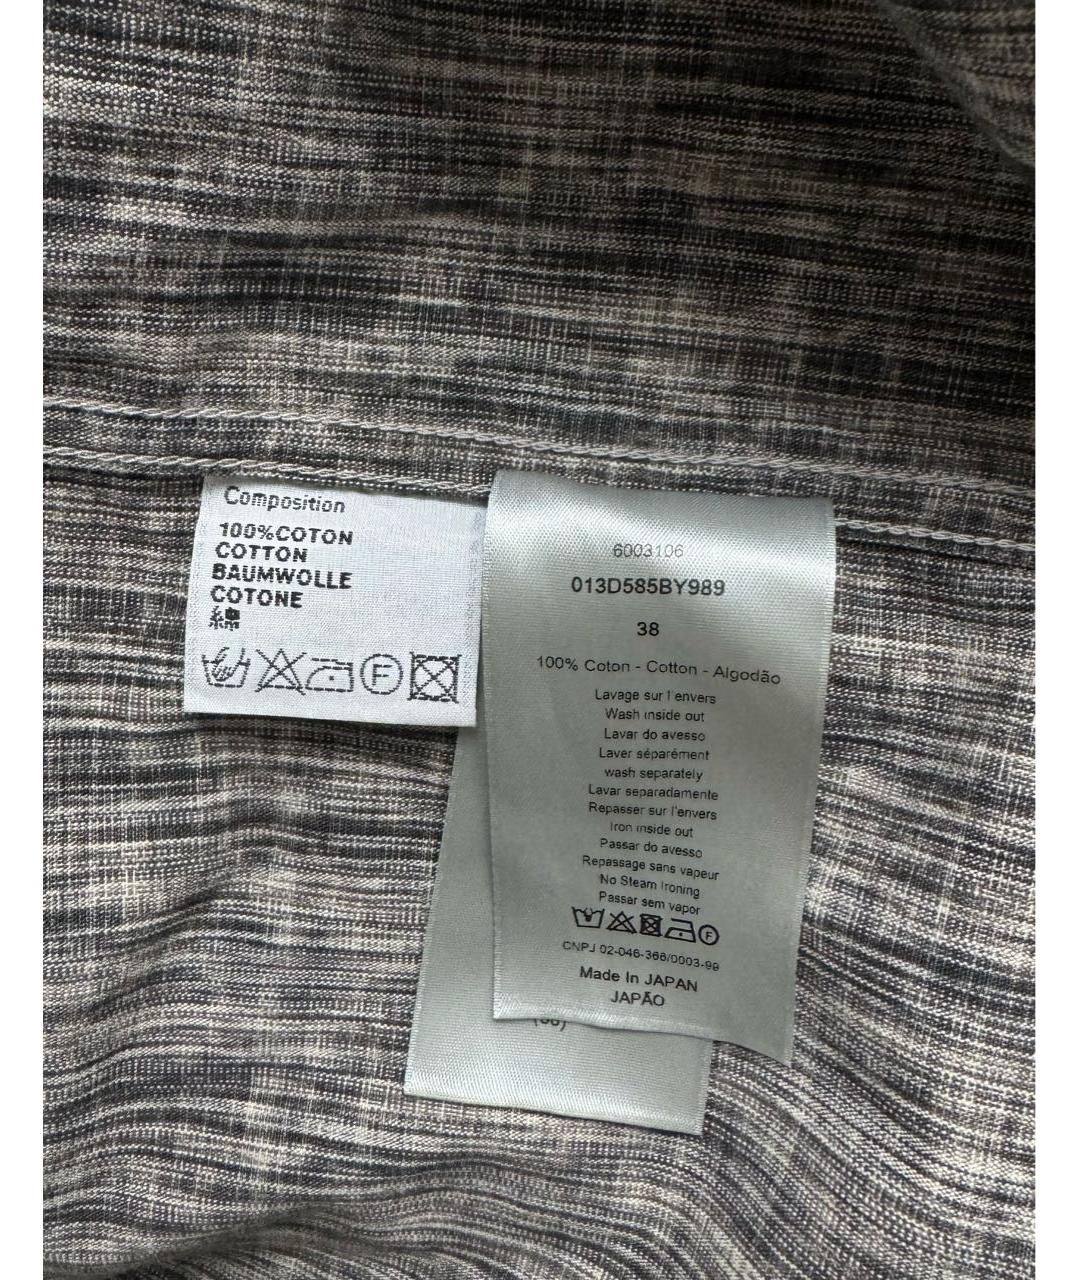 Composition
100%COTON
COTTON
BAUMWOLLE
COTONE
綿
F
6003106
013D585BY989
38
100% Coton - Cotton - Algodão
Lavage sur l'envers
Wash inside out
Lavar do avesso
Laver séparément
wash separately
Lavar separadamente
Repasser sur l'envers
Iron inside out
Passar do avesso
Repassage sans vapeur
No Steam Ironing
Passar sem vapor
F
CNPJ 02-046-366/0003-99
Made In JAPAN
JAPÃO